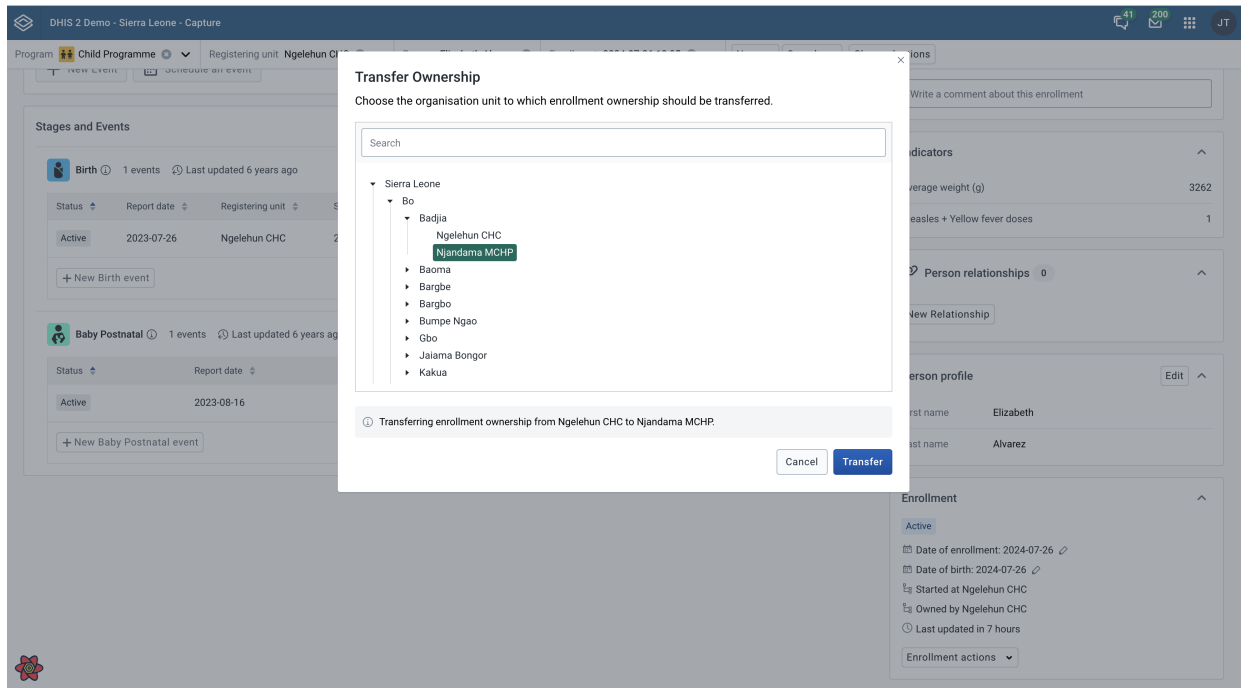 DHIS 2 Demo - Sierra Leone - Capture
41
200
JT
Program Child Programme Registering unit Ngelehun
New Event Schedule an event
Stages and Events
Birth 1 events Last updated 6 years ago
Status Report date Registering unit
Active 2023-07-26 Ngelehun CHC
New Birth event
Baby Postnatal 1 events Last updated 6 years
Status Report date
Active 2023-08-16
New Baby Postnatal event
Transfer Ownership
Choose the organisation unit to which enrollment ownership should be transferred.
Search
Sierra Leone
Bo
Badjia
Ngelehun CHC
Njandama MCHP
Baoma
Bargbe
Bargbo
Bumpe Ngao
Gbo
Jaiama Bongor
Kakua
Transferring enrollment ownership from Ngelehun CHC to Njandama MCHP.
Cancel Transfer
Write a comment about this enrollment
ndicators
verage weight (g) 3262
easles + Yellow fever doses 1
Person relationships 0
New Relationship
erson profile Edit
rst name Elizabeth
ast name Alvarez
Enrollment
Active
Date of enrollment: 2024-07-26
Date of birth: 2024-07-26
Started at Ngelehun CHC
Owned by Ngelehun CHC
Last updated in 7 hours
Enrollment actions